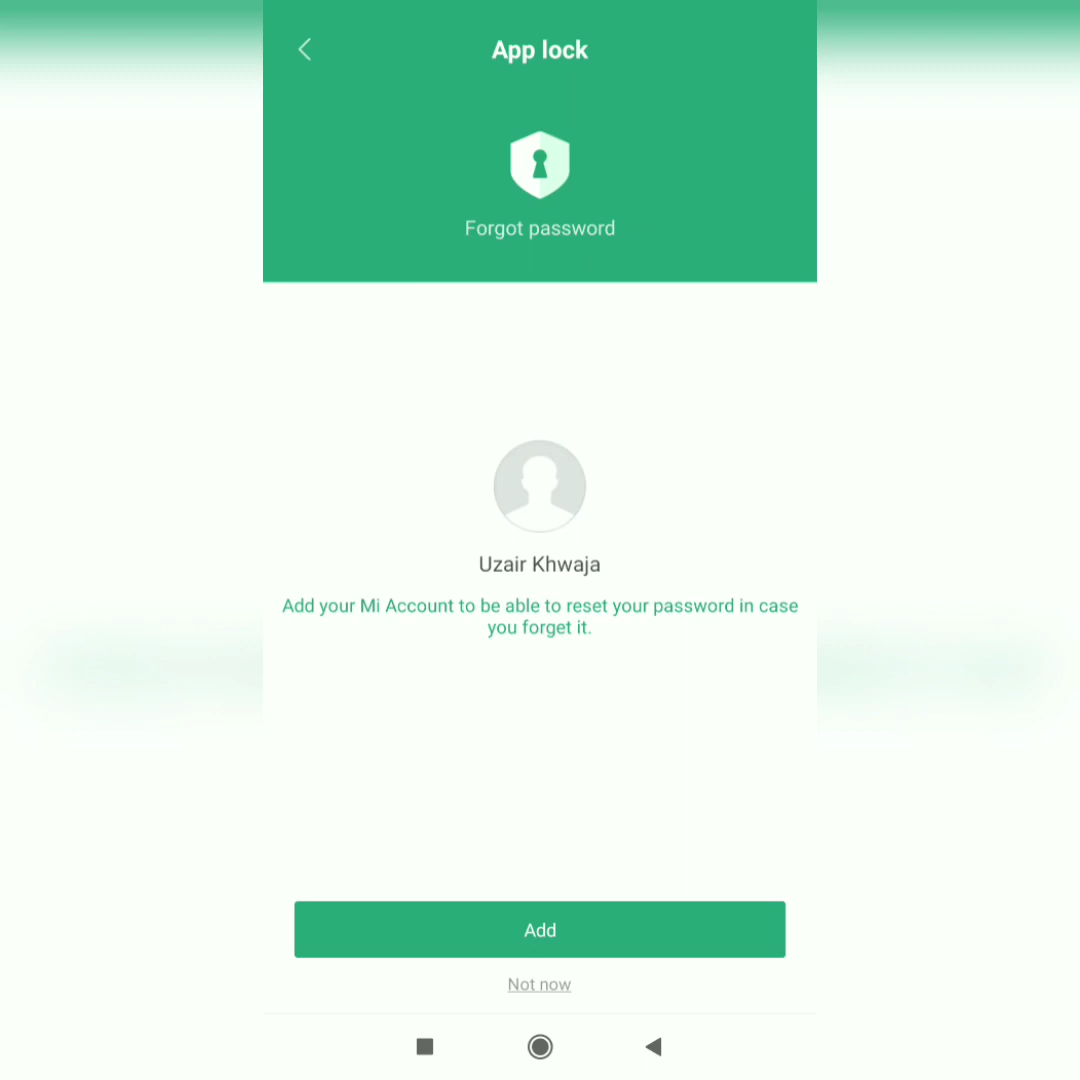 App lock
Forgot password
Uzair Khwaja
Add your Mi Account to be able to reset your password in case
you forget it.
Add
Not now